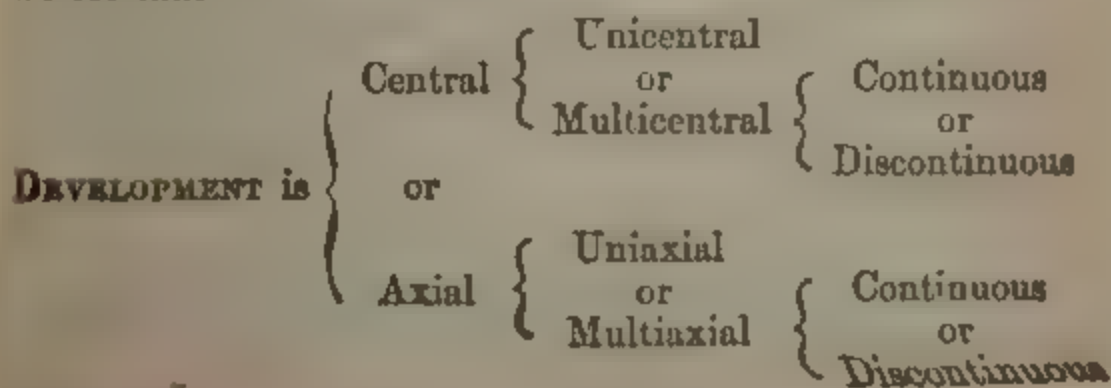 Unicentral
Central { or { Continuous
Multicentral or
Discontinuous
DEVELOPMENT is { or
Uniaxial
Axial { or { Continuous
Multiaxial or
Discontinuous